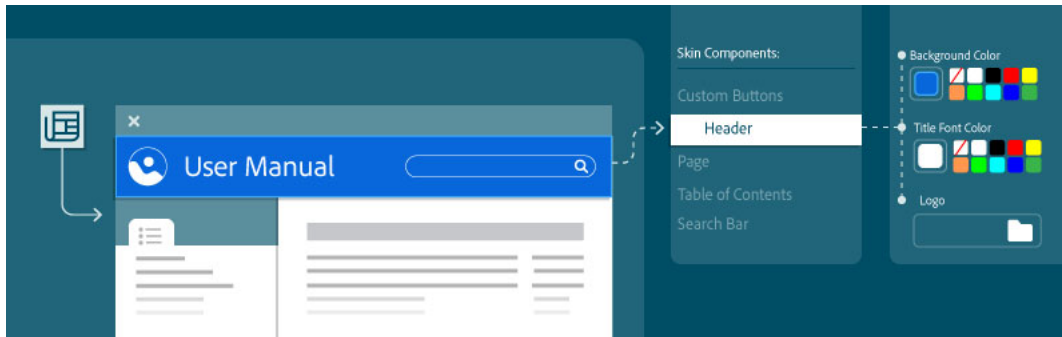 User Manual
Skin Components:
Custom Buttons
Header
Page
Table of Contents
Search Bar
Background Color
Title Font Color
Logo